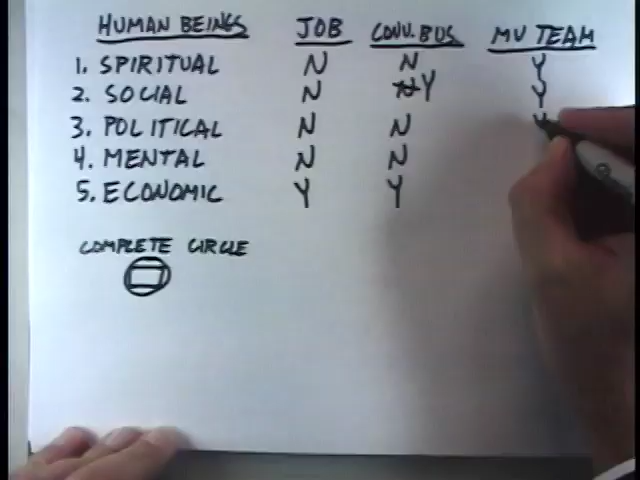 HUMAN BEINGS JOB CONV. BUS MV TEAM
1. SPIRITUAL N N Y
2. SOCIAL N N Y Y
3. POLITICAL N N Y
4. MENTAL N N
5. ECONOMIC Y Y
COMPLETE CIRCLE